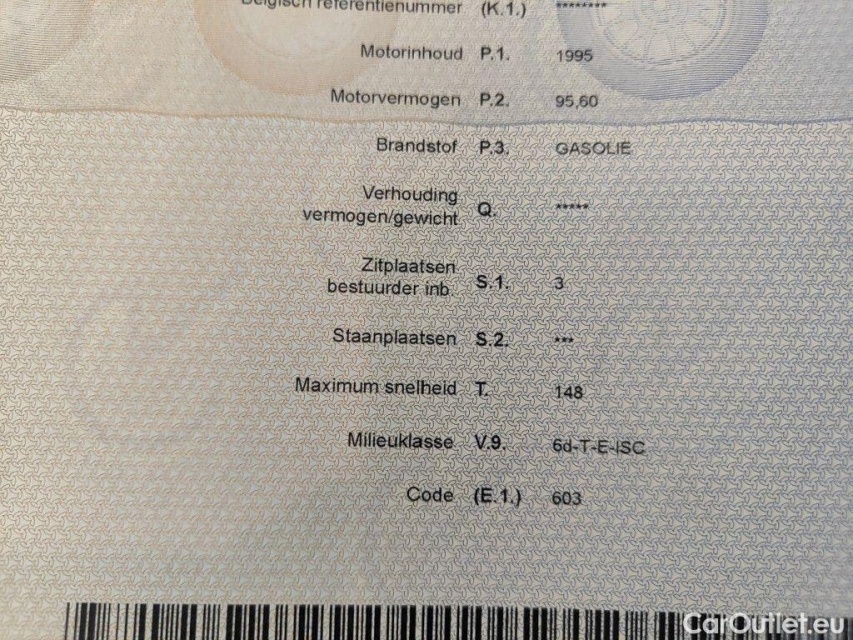 Belgisch referentienummer (K.1.) ********
Motorinhoud P.1. 1995
Motorvermogen P.2. 95,60
Brandstof P.3. GASOLIE
Verhouding
vermogen/gewicht Q. *****
Zitplaatsen
bestuurder inb. S.1. 3
Staanplaatsen S.2. ***
Maximum snelheid T. 148
Milieuklasse V.9. 6d-T-E-ISC
Code (E.1.) 603
CarOutlet.eu